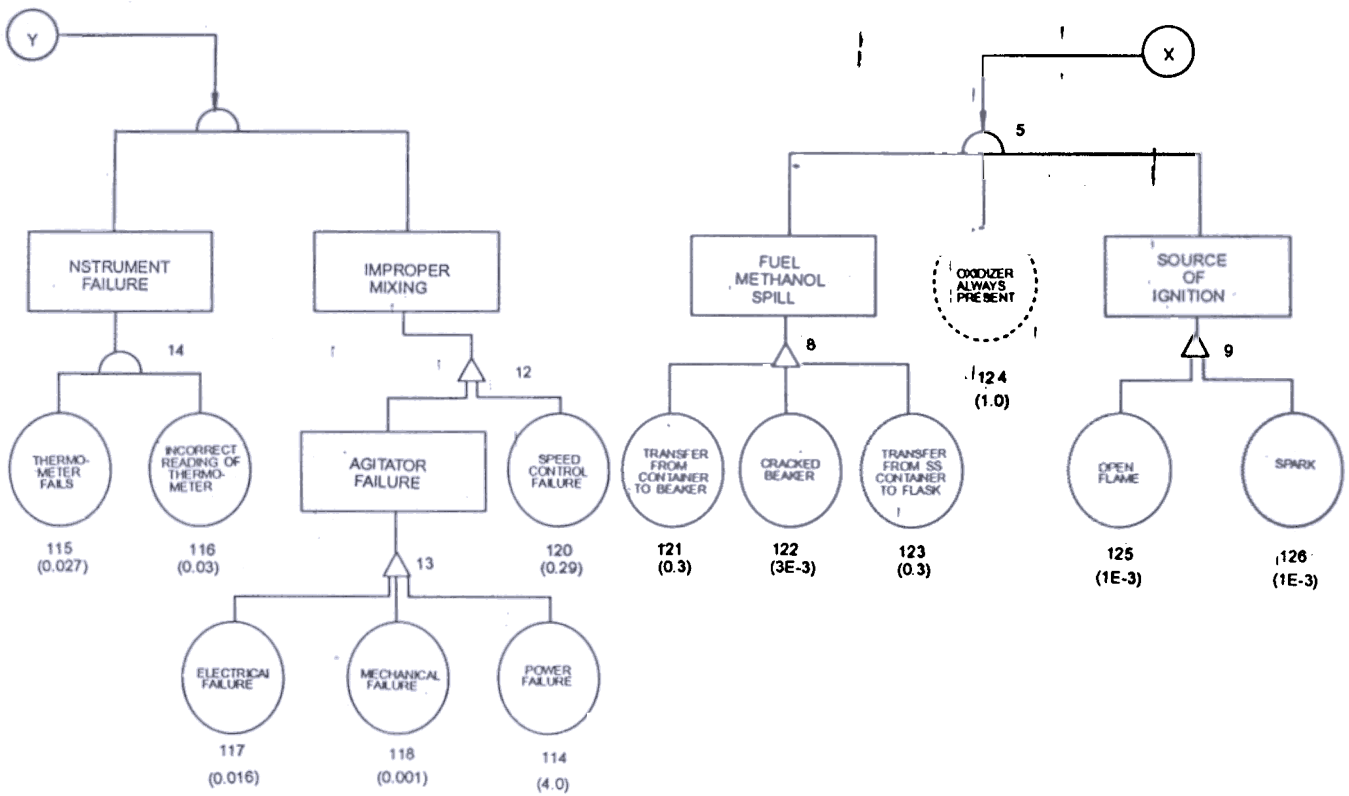 Y
X
5
NSTRUMENT
FAILURE
IMPROPER
MIXING
FUEL
METHANOL
SPILL
OXIDIZER
ALWAYS
PRESENT
SOURCE
OF
IGNITION
14
12
8
9
124
(1.0)
THERMO-
METER
FAILS
INCORRECT
READING OF
THERMO-
METER
AGITATOR
FAILURE
SPEED
CONTROL
FAILURE
TRANSFER
FROM
CONTAINER
TO BEAKER
CRACKED
BEAKER
TRANSFER
FROM SS
CONTAINER
TO FLASK
OPEN
FLAME
SPARK
115
(0.027)
116
(0.03)
13
120
(0.29)
121
(0.3)
122
(3E-3)
123
(0.3)
125
(1E-3)
126
(1E-3)
ELECTRICAL
FAILURE
MECHANICAL
FAILURE
POWER
FAILURE
117
(0.016)
118
(0.001)
114
(4.0)